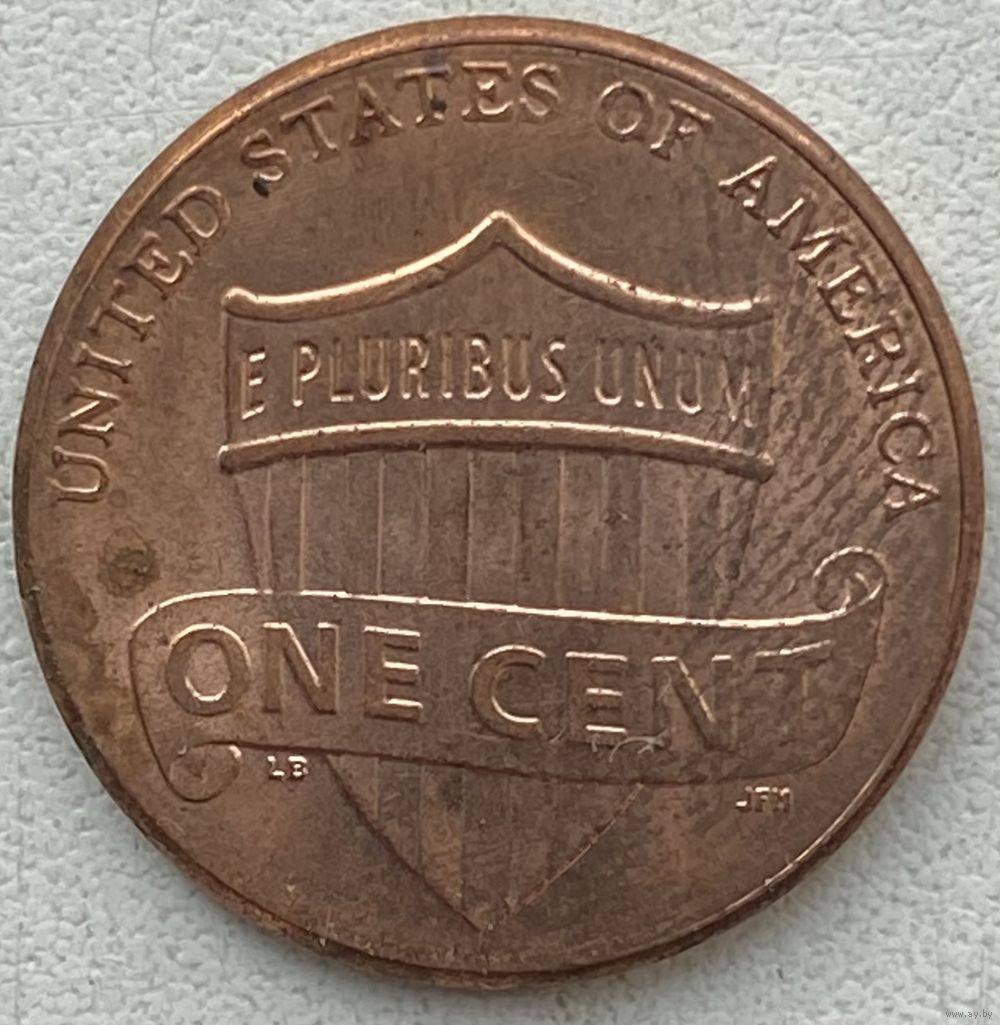 UNITED STATES OF AMERICA
E PLURIBUS UNUM
ONE CENT
LB
JFM
www.ay.by